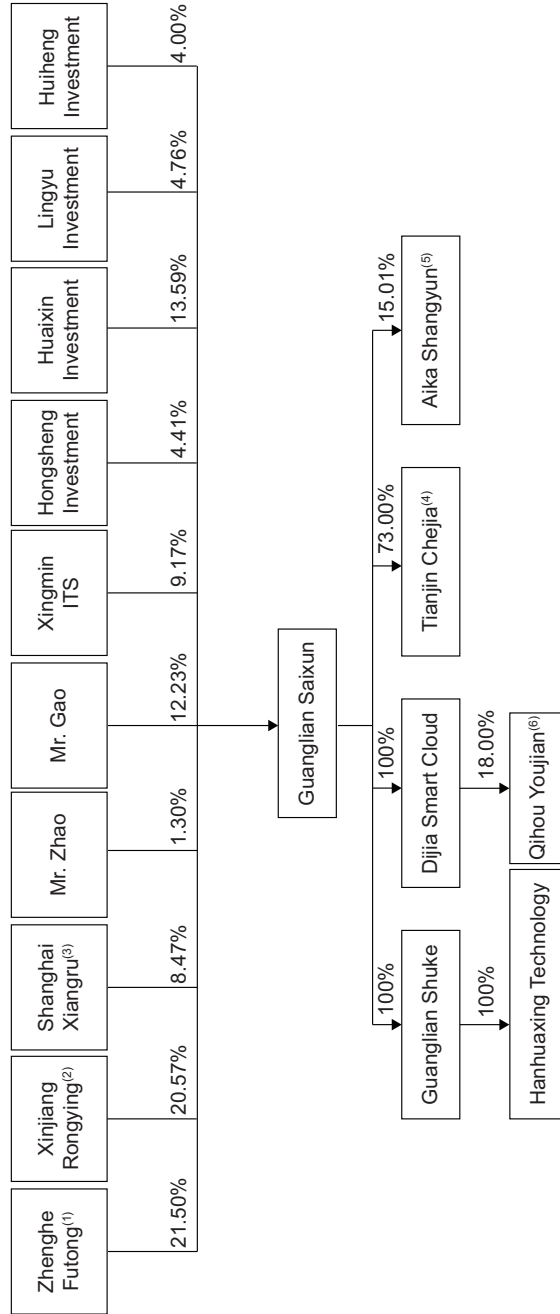 Zhenghe
Futong(1)
Xinjiang
Rongying(2)
Shanghai
Xiangru(3)
Mr. Zhao
Mr. Gao
Xingmin
ITS
Hongsheng
Investment
Huaixin
Investment
Lingyu
Investment
Huiheng
Investment
21.50%
20.57%
8.47%
1.30%
12.23%
9.17%
4.41%
13.59%
4.76%
4.00%
Guanglian Saixun
100%
100%
73.00%
15.01%
Guanglian Shuke
Dijia Smart Cloud
Tianjin Chejia(4)
Aika Shangyun(5)
100%
18.00%
Hanhuaxing Technology
Qihou Youjian(6)